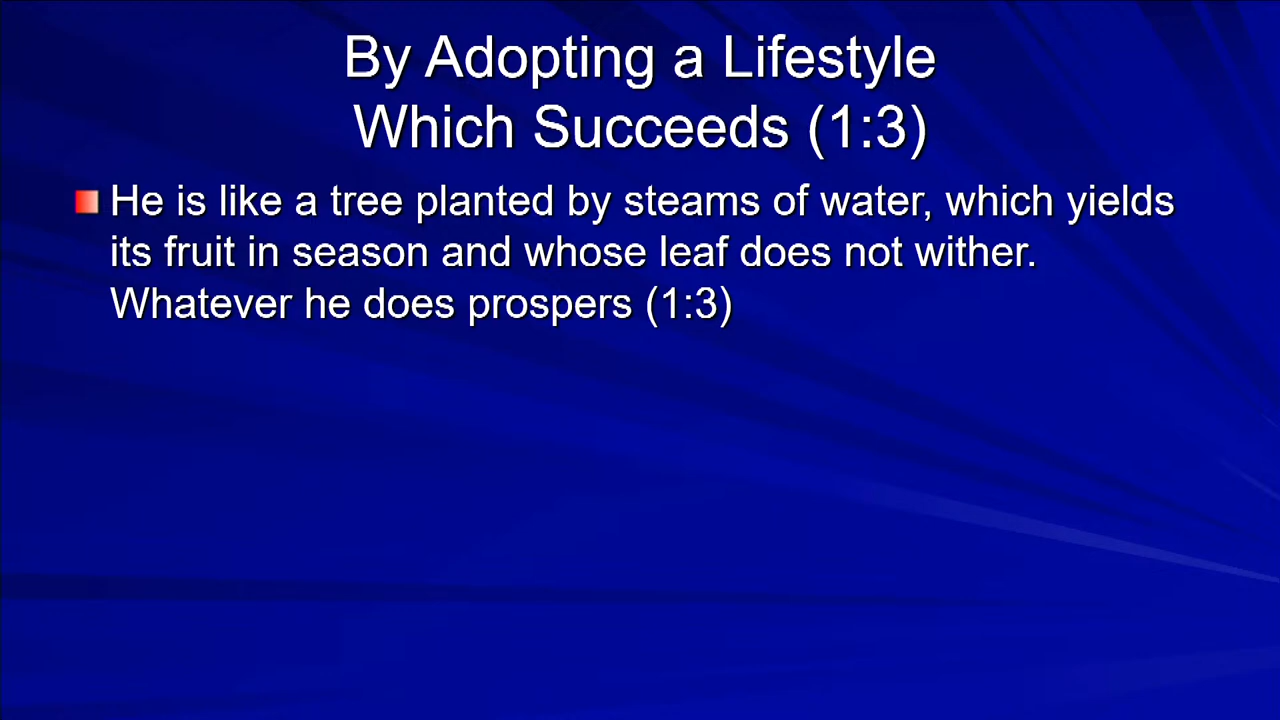 By Adopting a Lifestyle
Which Succeeds (1:3)
He is like a tree planted by steams of water, which yields
its fruit in season and whose leaf does not wither.
Whatever he does prospers (1:3)